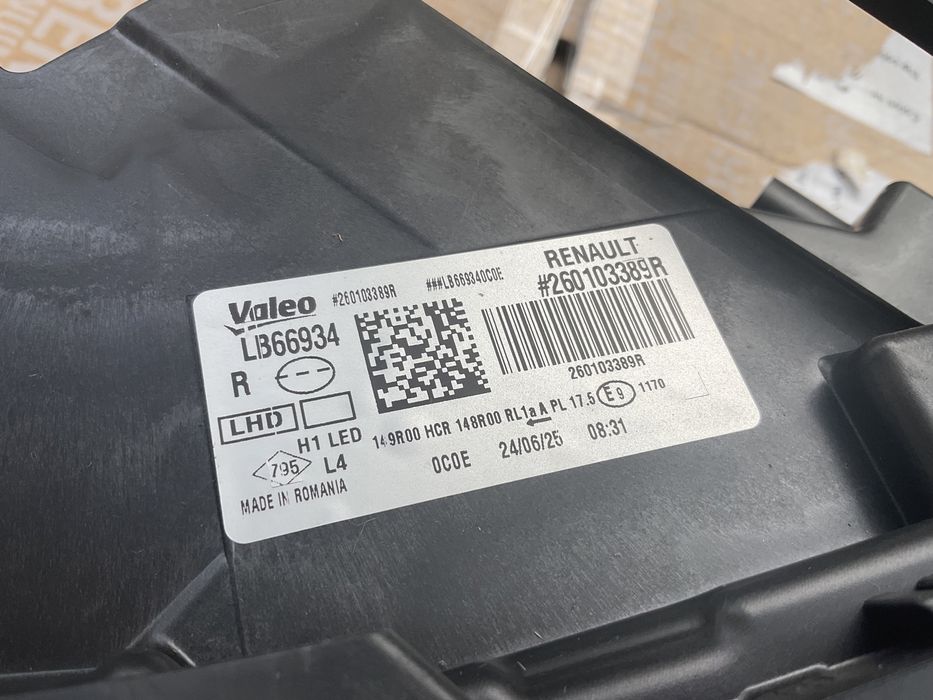 Valeo
#260103389R
###LB669340C0E
RENAULT
#260103389R
LB66934
R
260103389R
LHD
H1 LED
149R00 HCR 148R00 RL1a A PL 17.5 E9 1170
795
L4
0C0E 24/06/25 08:31
MADE IN ROMANIA